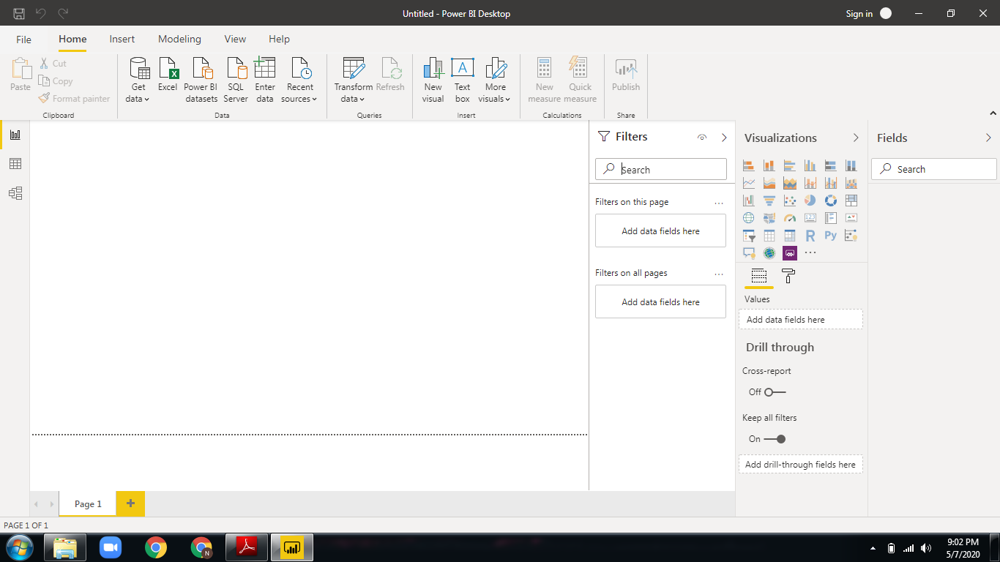 Untitled - Power BI Desktop
Sign in
File
Home
Insert
Modeling
View
Help
Paste
Cut
Copy
Format painter
Clipboard
Get
data
Excel
Power BI
datasets
SQL
Server
Enter
data
Recent
sources
Data
Transform
data
Refresh
Queries
New
visual
Text
box
More
visuals
Insert
New
measure
Quick
measure
Calculations
Publish
Share
Filters
Search
Filters on this page
...
Add data fields here
Filters on all pages
...
Add data fields here
Visualizations
123
R
Py
...
Values
Add data fields here
Drill through
Cross-report
Off
Keep all filters
On
Add drill-through fields here
Fields
Search
Page 1
PAGE 1 OF 1
N
9:02 PM
5/7/2020